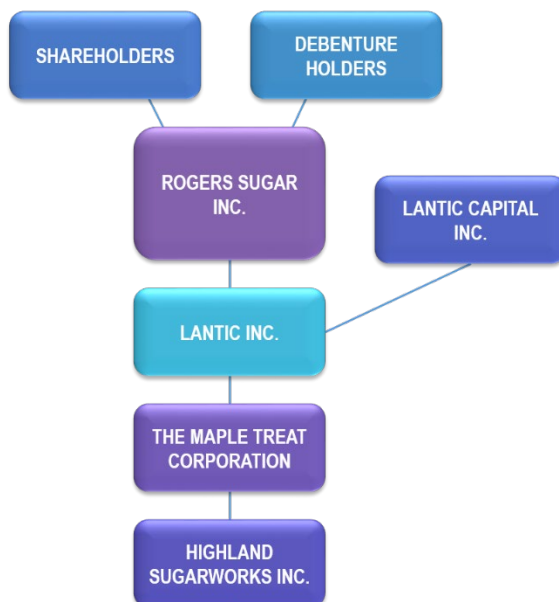 SHAREHOLDERS
DEBENTURE
HOLDERS
ROGERS SUGAR
INC.
LANTIC CAPITAL
INC.
LANTIC INC.
THE MAPLE TREAT
CORPORATION
HIGHLAND
SUGARWORKS INC.